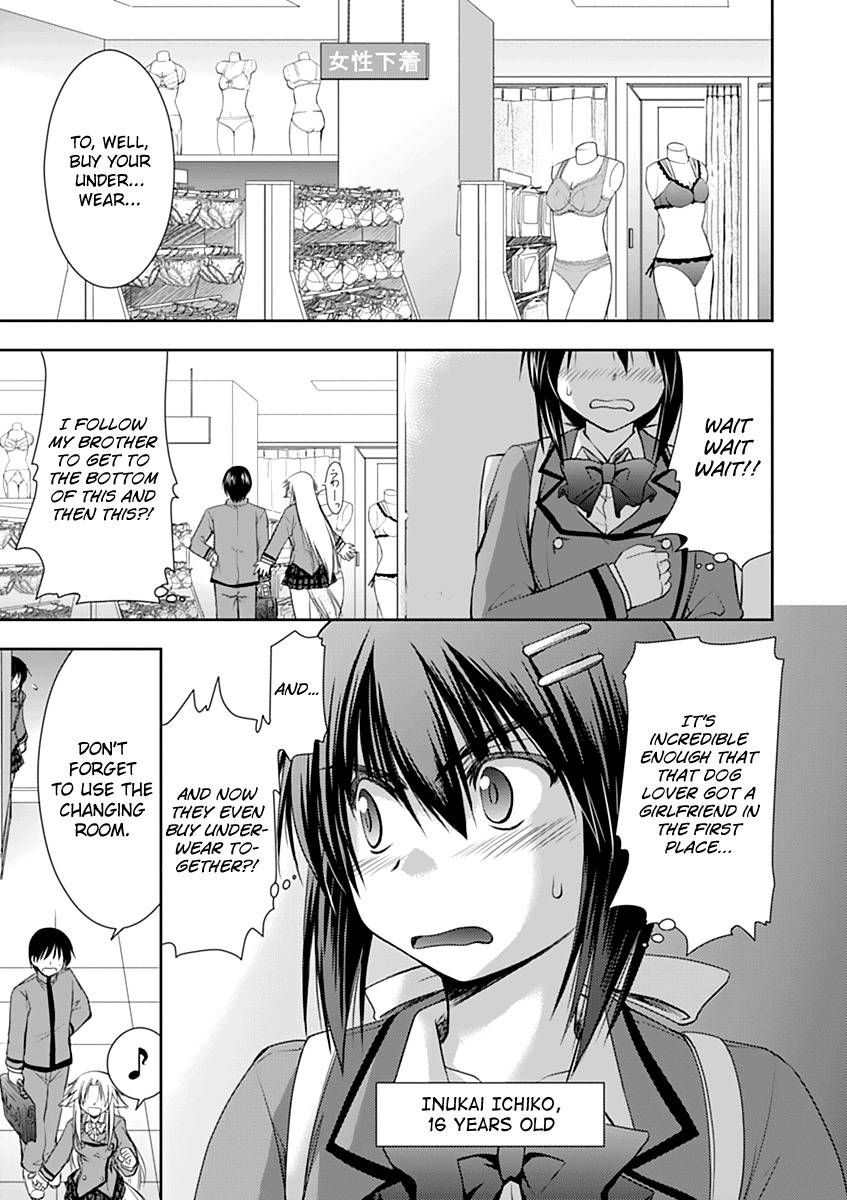 女性下着
TO, WELL,
BUY YOUR
UNDER...
WEAR...
WAIT
WAIT
WAIT!!
I FOLLOW
MY BROTHER
TO GET TO
THE BOTTOM
OF THIS AND
THEN THIS?!
えっー
IT'S
INCREDIBLE
ENOUGH THAT
THAT DOG
LOVER GOT A
GIRLFRIEND IN
THE FIRST
PLACE...
AND...
AND NOW
THEY EVEN
BUY UNDER-
WEAR TO-
GETHER?!
INUKAI ICHIKO,
16 YEARS OLD
DON'T
FORGET
TO USE THE
CHANGING
ROOM.